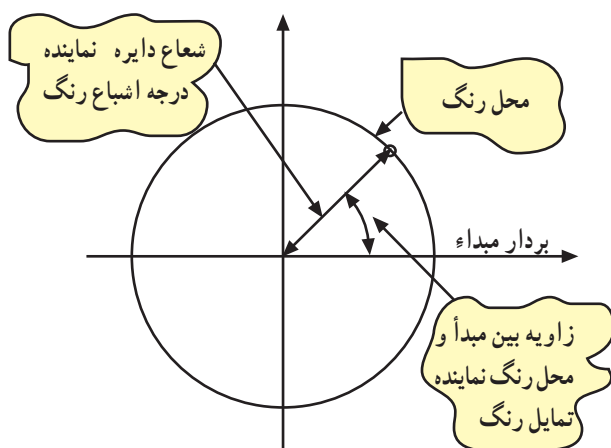 شعاع دایره نماینده
درجه اشباع رنگ
محل رنگ
بردار مبداء
زاویه بین مبدأ و
محل رنگ نماینده
تمایل رنگ